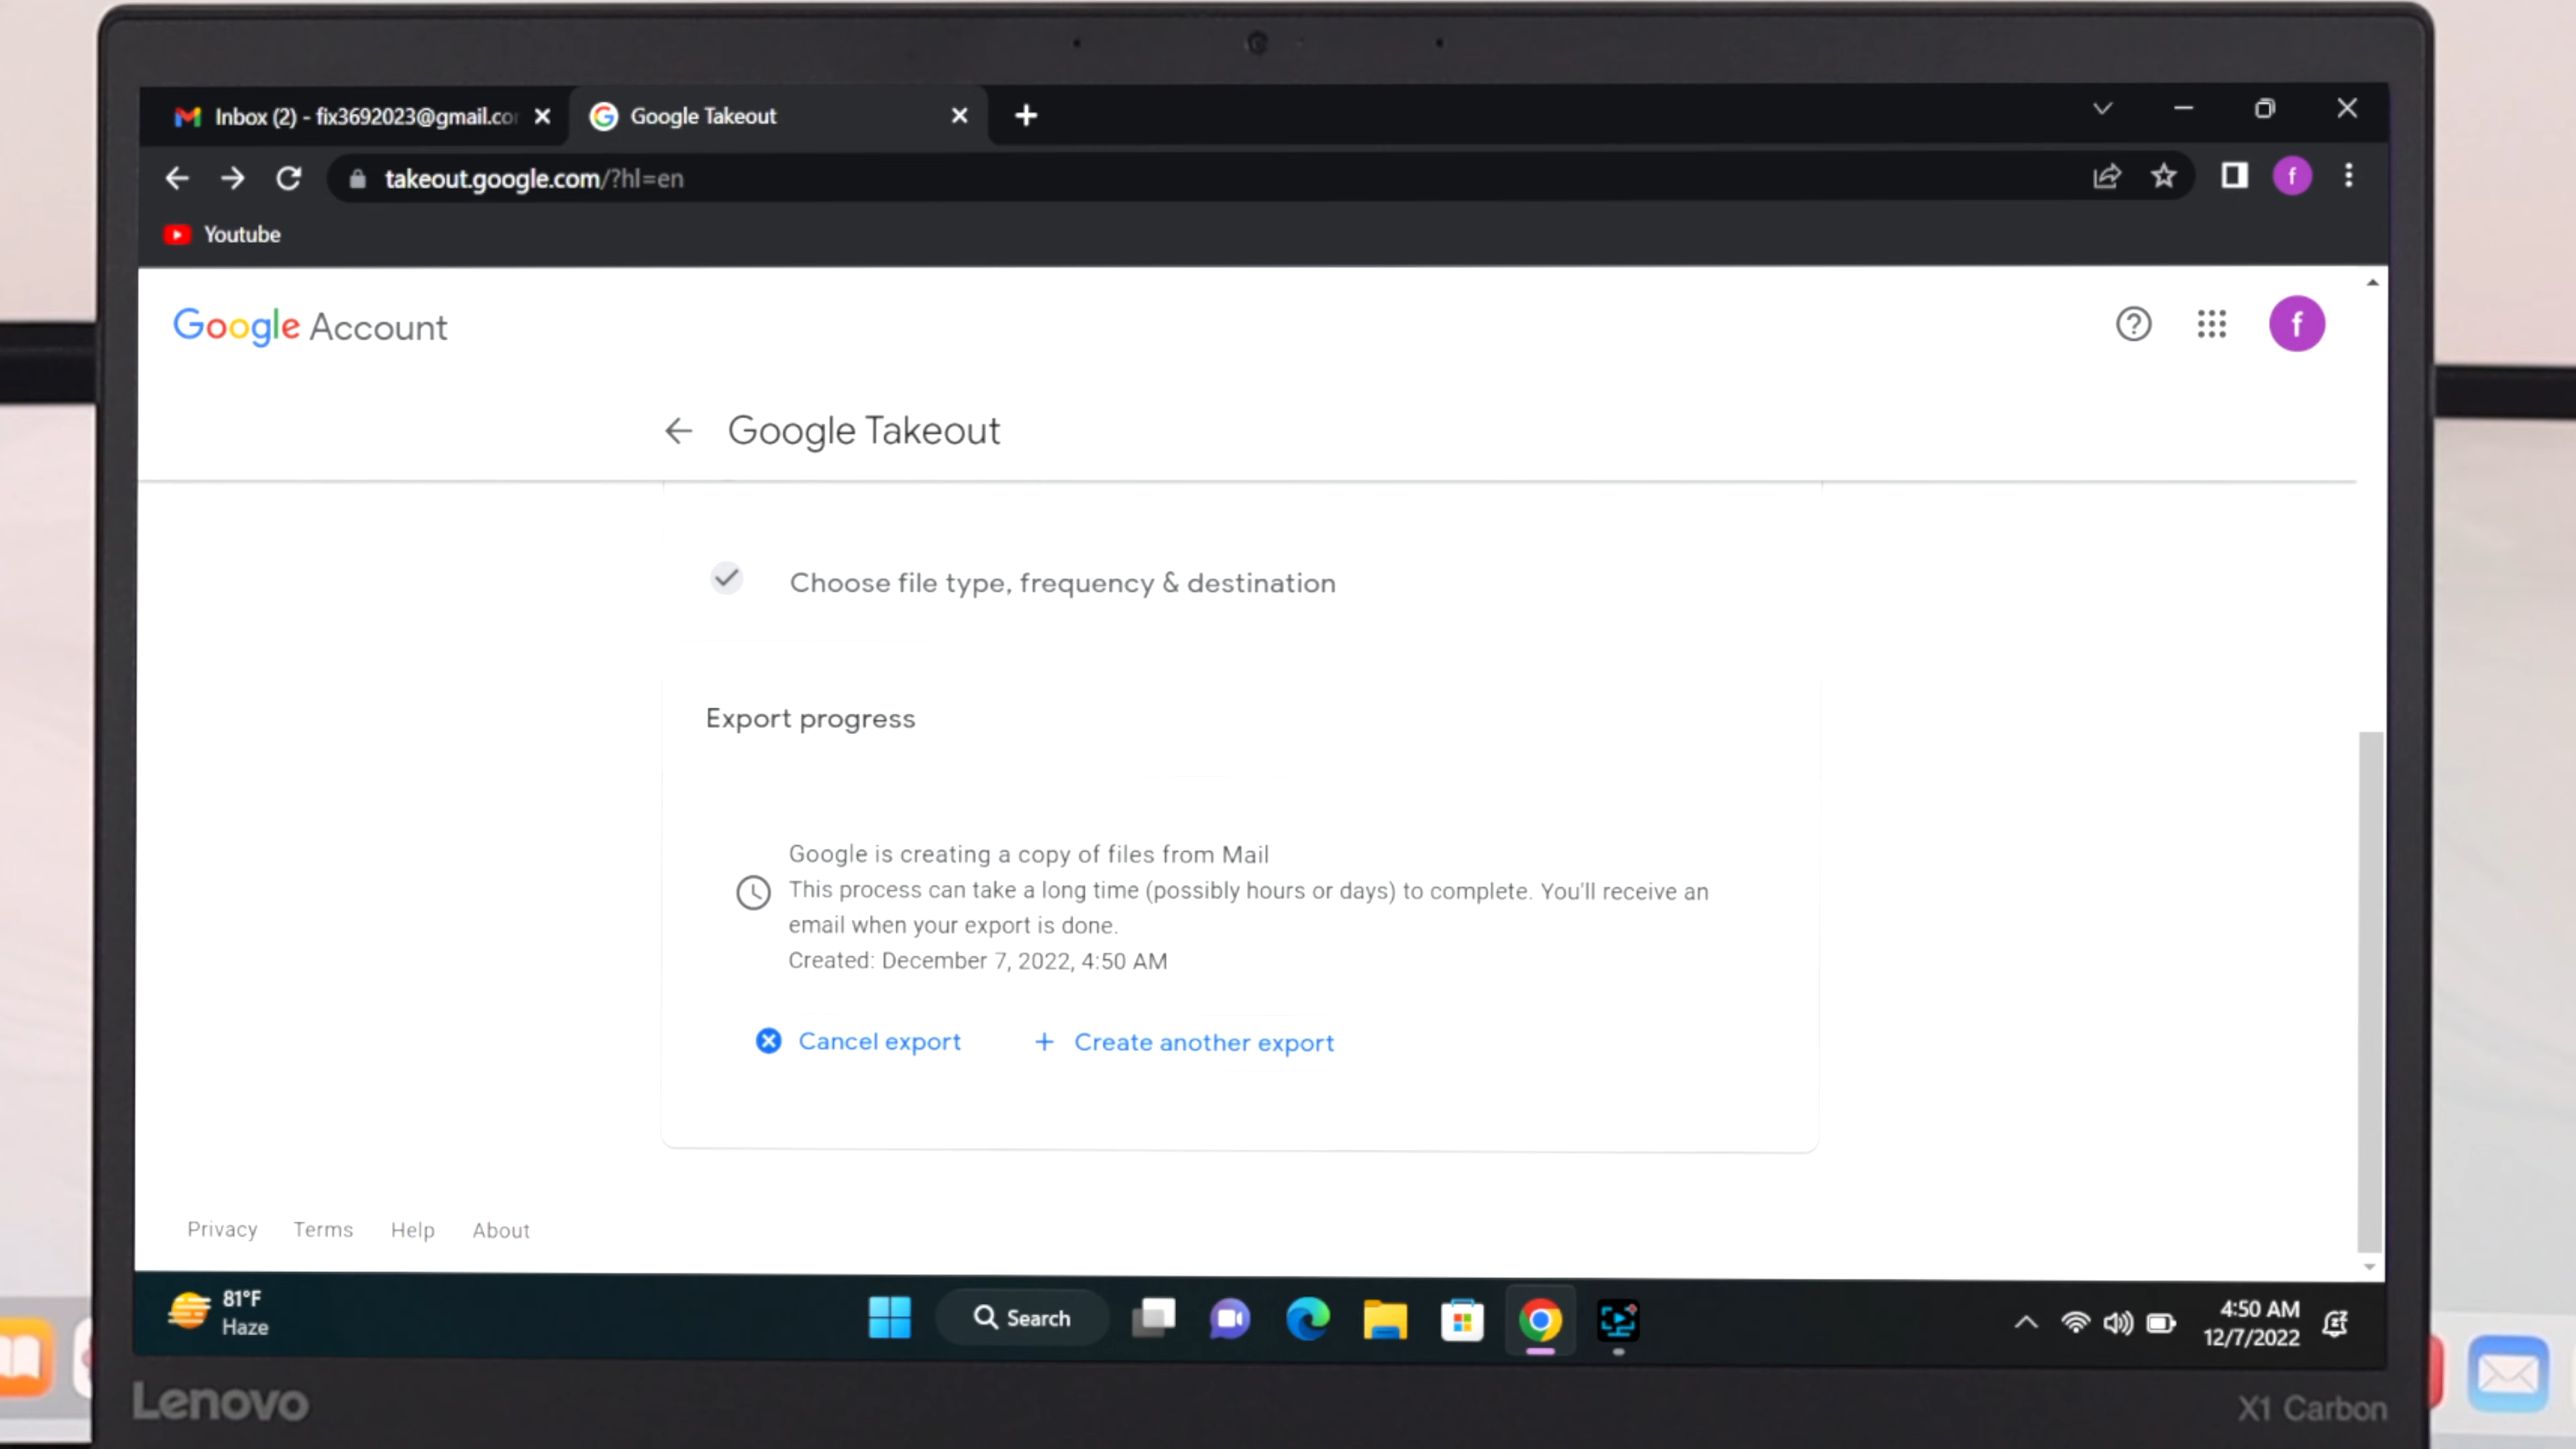 Inbox (2) - fix3692023@gmail.co
Google Takeout
takeout.google.com/?hl=en
f
Youtube
Google Account
f
Google Takeout
Choose file type, frequency & destination
Export progress
Google is creating a copy of files from Mail
This process can take a long time (possibly hours or days) to complete. You'll receive an
email when your export is done.
Created: December 7, 2022, 4:50 AM
Cancel export
+ Create another export
Privacy Terms Help About
81°F
Haze
Search
4:50 AM
12/7/2022
Lenovo
X1 Carbon